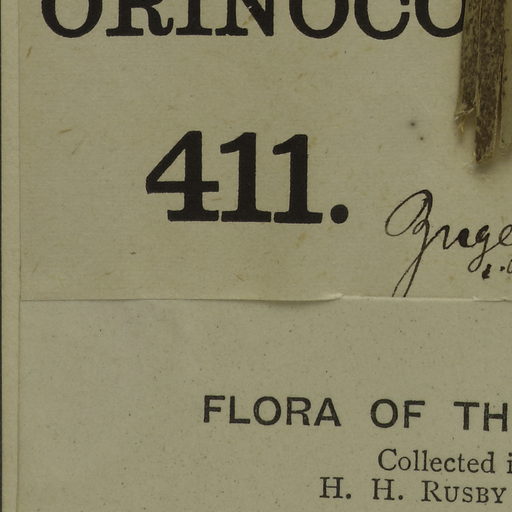 ORINOCO
411.
FLORA OF TH
Collected i
H. H. RUSBY